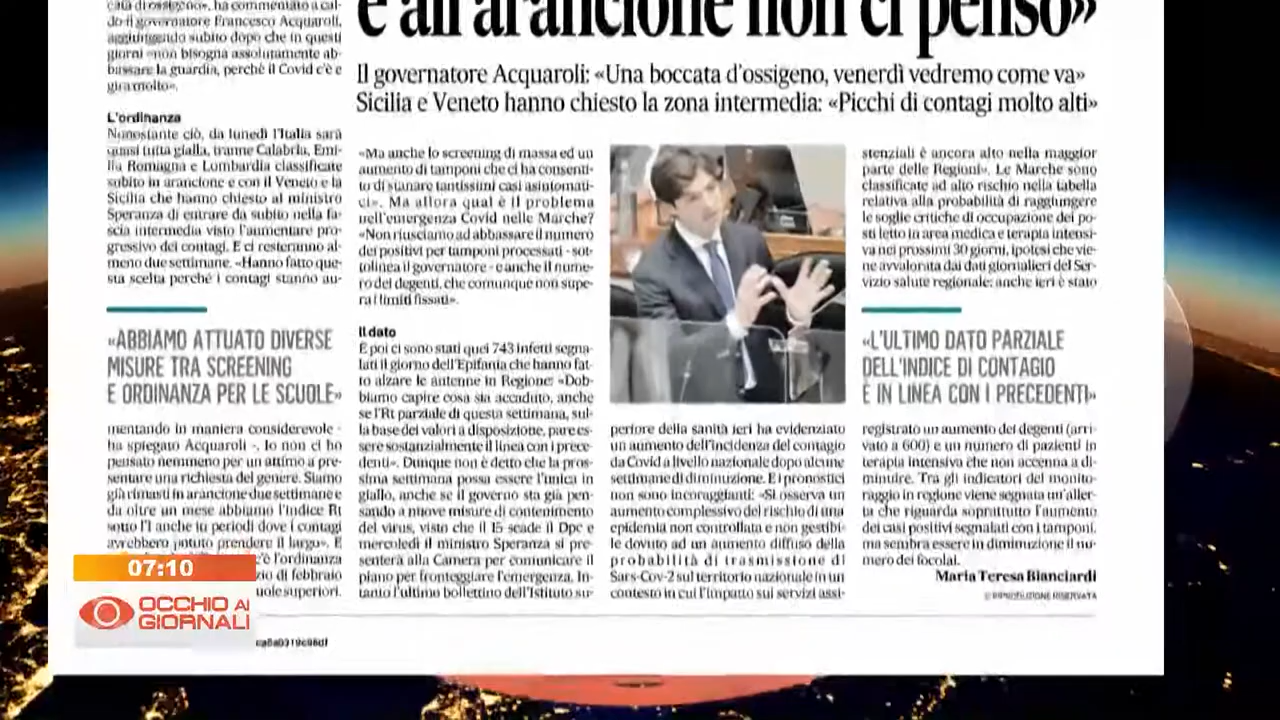 cata di ossigeno», ha commentato a cal-
do il governatore Francesco Acquaroli,
aggiungendo subito dopo che in questi
giorni «non bisogna assolutamente ab-
bassare la guardia, perchè il Covid c'è e
gira molto».
L'ordinanza
Nonostante ciò, da lunedì l'Italia sarà
quasi tutta gialla, tranne Calabria, Emi-
lia Romagna e Lombardia classificate
subito in arancione e con il Veneto e la
Sicilia che hanno chiesto al ministro
Speranza di entrare da subito nella fa-
scia intermedia visto l'aumentare pro-
gressivo dei contagi. E ci resteranno al-
meno due settimane. «Hanno fatto que-
sta scelta perché i contagi stanno au-
«ABBIAMO ATTUATO DIVERSE
MISURE TRA SCREENING
E ORDINANZA PER LE SCUOLE»
mentando in maniera considerevole -
ha spiegato Acquaroli -. Io non ci ho
pensato nemmeno per un attimo a pre-
sentare una richiesta del genere. Siamo
già rimasti in arancione due settimane e
da oltre un mese abbiamo l'indice Rt
sotto l'1 anche in periodi dove i contagi
avrebbero potuto prendere il largo». E
c'è l'ordinanza
zio di febbraio
uole superiori.
e all'arancione non ci penso»
Il governatore Acquaroli: «Una boccata d'ossigeno, venerdì vedremo come va»
Sicilia e Veneto hanno chiesto la zona intermedia: «Picchi di contagi molto alti»
«Ma anche lo screening di massa ed un
aumento di tamponi che ci ha consenti-
to di stanare tantissimi casi asintomati-
ci». Ma allora qual è il problema
nell'emergenza Covid nelle Marche?
«Non riusciamo ad abbassare il numero
dei positivi per tamponi processati - sot-
tolinea il governatore - e anche il nume-
ro dei degenti, che comunque non supe-
ra i limiti fissati».
Il dato
E poi ci sono stati quei 743 infetti segna-
lati il giorno dell'Epifania che hanno fat-
to alzare le antenne in Regione: «Dob-
biamo capire cosa sia accaduto, anche
se l'Rt parziale di questa settimana, sul-
la base dei valori a disposizione, pare es-
sere sostanzialmente il linea con i prece-
denti». Dunque non è detto che la pros-
sima settimana possa essere l'unica in
giallo, anche se il governo sta già pen-
sando a nuove misure di contenimento
del virus, visto che il 15 scade il Dpc e
mercoledì il ministro Speranza si pre-
senterà alla Camera per comunicare il
piano per fronteggiare l'emergenza. In-
tanto l'ultimo bollettino dell'Istituto su-
periore della sanità ieri ha evidenziato
un aumento dell'incidenza del contagio
da Covid a livello nazionale dopo alcune
settimane di diminuzione. E i pronostici
non sono incoraggianti: «Si osserva un
aumento complessivo del rischio di una
epidemia non controllata e non gestibi-
le dovuto ad un aumento diffuso della
probabilità di trasmissione di
Sars-Cov-2 sul territorio nazionale in un
contesto in cui l'impatto sui servizi assi-
stenziali è ancora alto nella maggior
parte delle Regioni». Le Marche sono
classificate ad alto rischio nella tabella
relativa alla probabilità di raggiungere
le soglie critiche di occupazione dei po-
sti letto in area medica e terapia intensi-
va nei prossimi 30 giorni, ipotesi che vie-
ne avvalorata dai dati giornalieri del Ser-
vizio salute regionale: anche ieri è stato
«L'ULTIMO DATO PARZIALE
DELL'INDICE DI CONTAGIO
È IN LINEA CON I PRECEDENTI»
registrato un aumento dei degenti (arri-
vato a 600) e un numero di pazienti in
terapia intensiva che non accenna a di-
minuire. Tra gli indicatori del monito-
raggio in regione viene segnata un'aller-
ta che riguarda soprattutto l'aumento
dei casi positivi segnalati con i tamponi,
ma sembra essere in diminuzione il nu-
mero dei focolai.
Maria Teresa Bianciardi
© RIPRODUZIONE RISERVATA
07:10
OCCHIO AI
GIORNALI